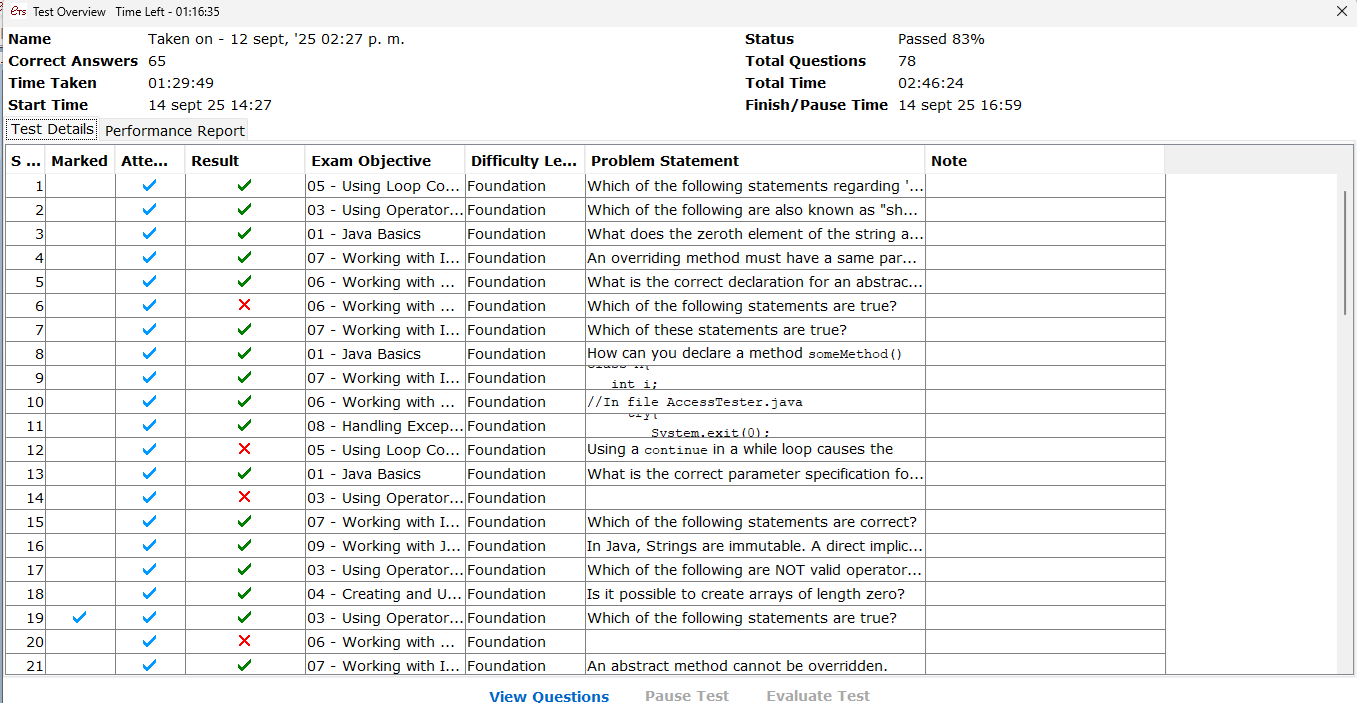 Ets Test Overview Time Left - 01:16:35
Name Taken on - 12 sept, '25 02:27 p. m. Status Passed 83%
Correct Answers 65 Total Questions 78
Time Taken 01:29:49 Total Time 02:46:24
Start Time 14 sept 25 14:27 Finish/Pause Time 14 sept 25 16:59
Test Details Performance Report
S ... Marked Atte... Result Exam Objective Difficulty Le... Problem Statement Note
1 05 - Using Loop Co... Foundation Which of the following statements regarding '...
2 03 - Using Operator... Foundation Which of the following are also known as "sh...
3 01 - Java Basics Foundation What does the zeroth element of the string a...
4 07 - Working with I... Foundation An overriding method must have a same par...
5 06 - Working with ... Foundation What is the correct declaration for an abstrac...
6 06 - Working with ... Foundation Which of the following statements are true?
7 07 - Working with I... Foundation Which of these statements are true?
8 01 - Java Basics Foundation How can you declare a method someMethod()
9 07 - Working with I... Foundation int i;
10 06 - Working with ... Foundation //In file AccessTester.java
11 08 - Handling Excep... Foundation System.exit(0);
12 05 - Using Loop Co... Foundation Using a continue in a while loop causes the
13 01 - Java Basics Foundation What is the correct parameter specification fo...
14 03 - Using Operator... Foundation
15 07 - Working with I... Foundation Which of the following statements are correct?
16 09 - Working with J... Foundation In Java, Strings are immutable. A direct implic...
17 03 - Using Operator... Foundation Which of the following are NOT valid operator...
18 04 - Creating and U... Foundation Is it possible to create arrays of length zero?
19 03 - Using Operator... Foundation Which of the following statements are true?
20 06 - Working with ... Foundation
21 07 - Working with I... Foundation An abstract method cannot be overridden.
View Questions Pause Test Evaluate Test